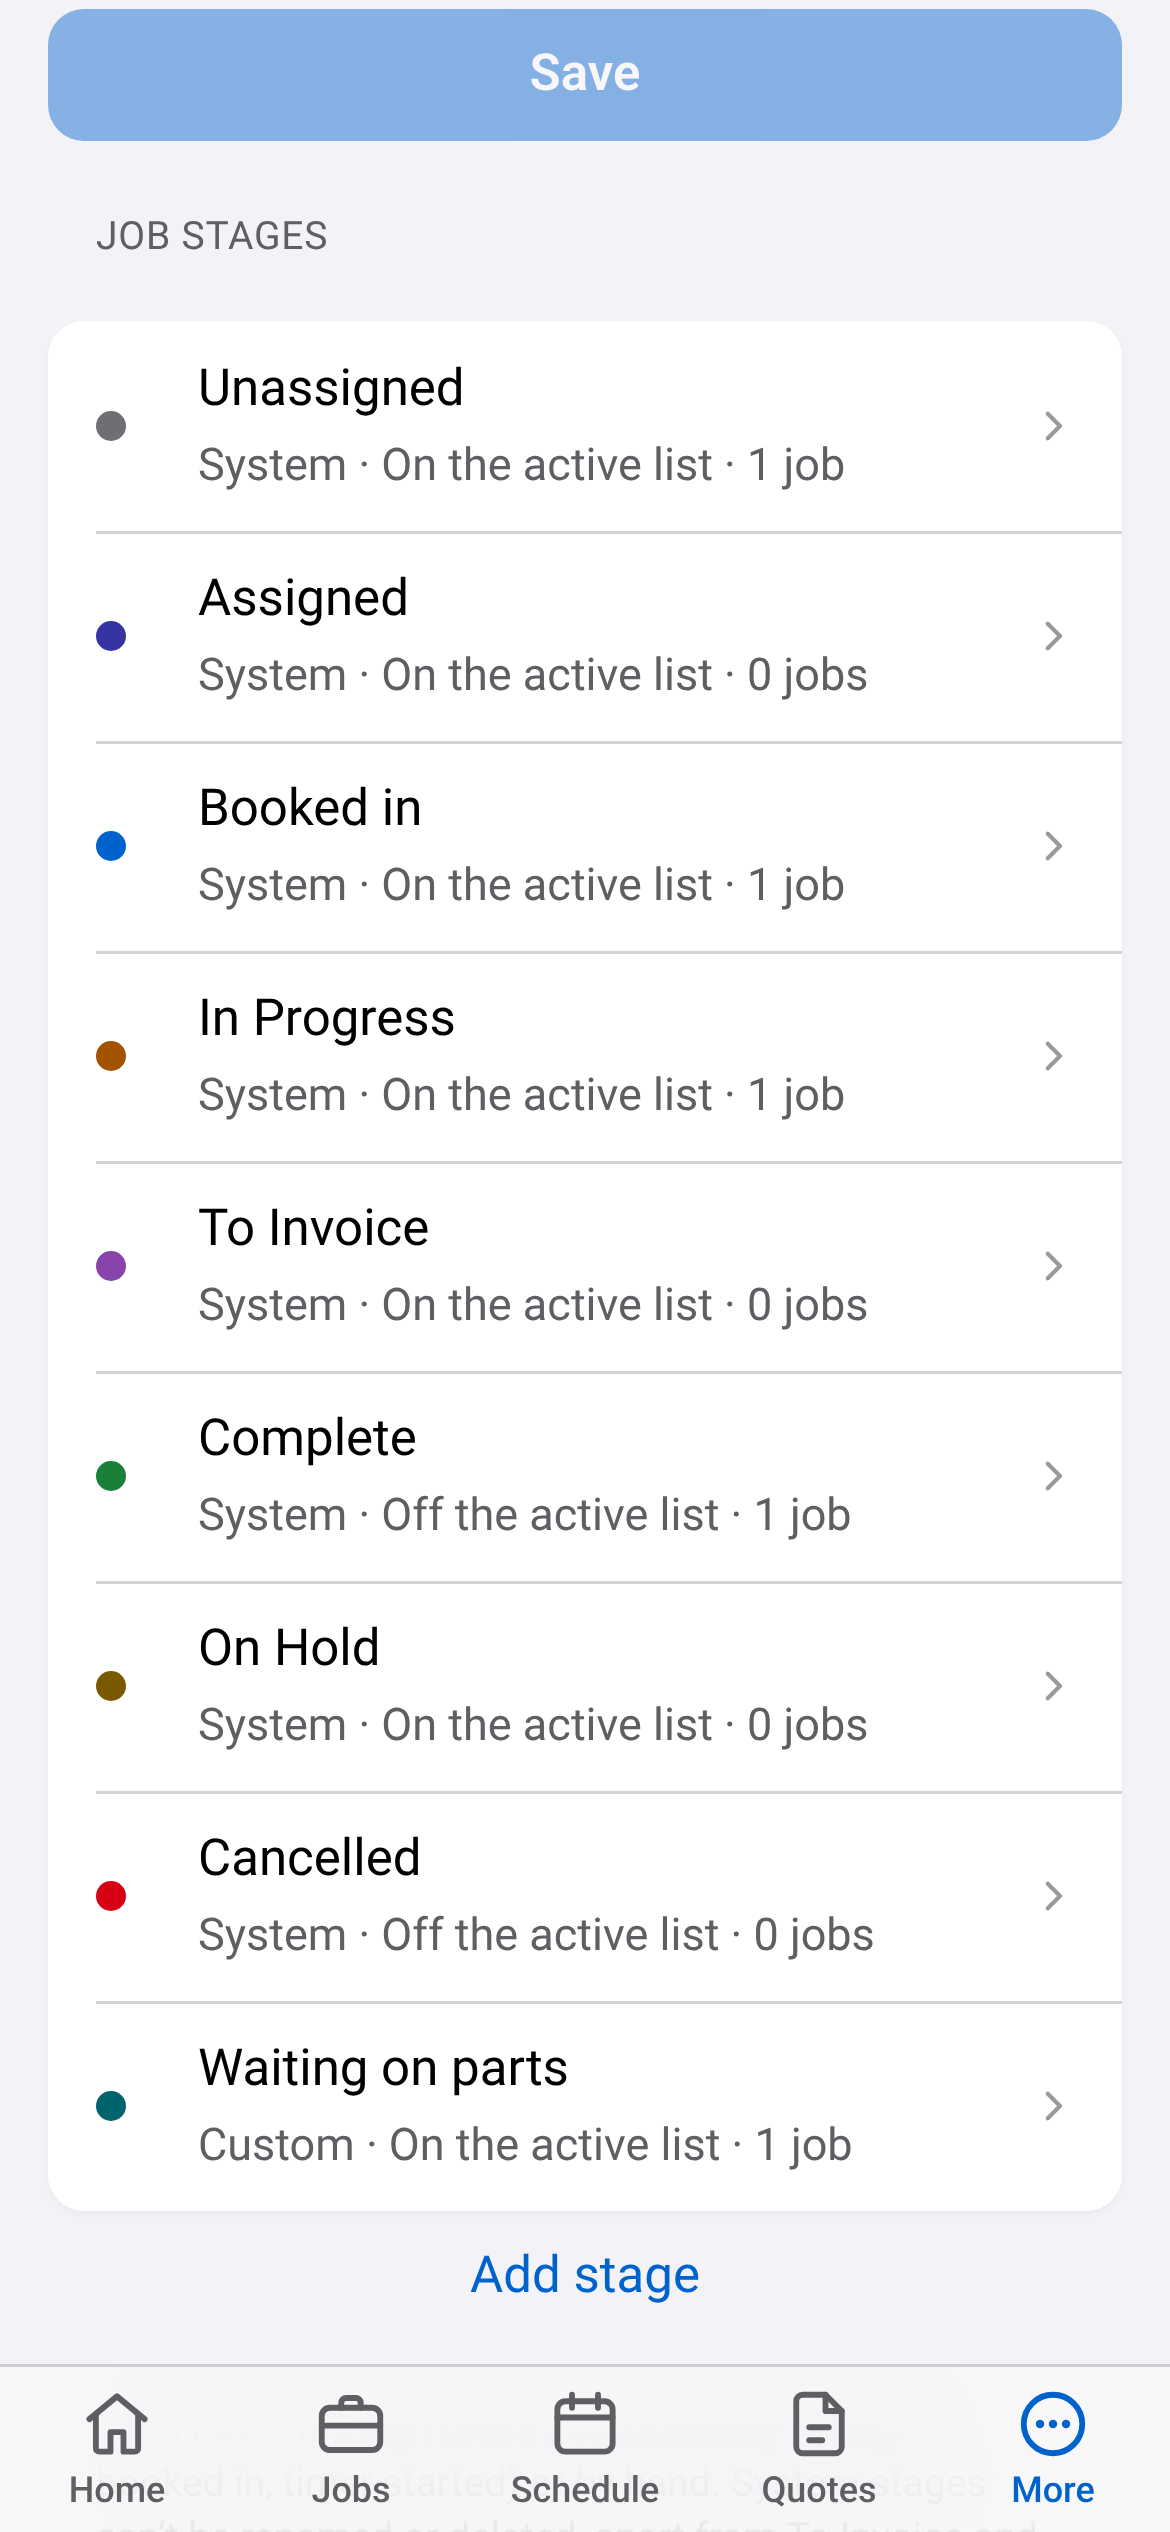 Save
JOB STAGES
Unassigned
System · On the active list · 1 job
Assigned
System · On the active list · 0 jobs
Booked in
System · On the active list · 1 job
In Progress
System · On the active list · 1 job
To Invoice
System · On the active list · 0 jobs
Complete
System · Off the active list · 1 job
On Hold
System · On the active list · 0 jobs
Cancelled
System · Off the active list · 0 jobs
Waiting on parts
Custom · On the active list · 1 job
Add stage
Home
Jobs
Schedule
Quotes
More